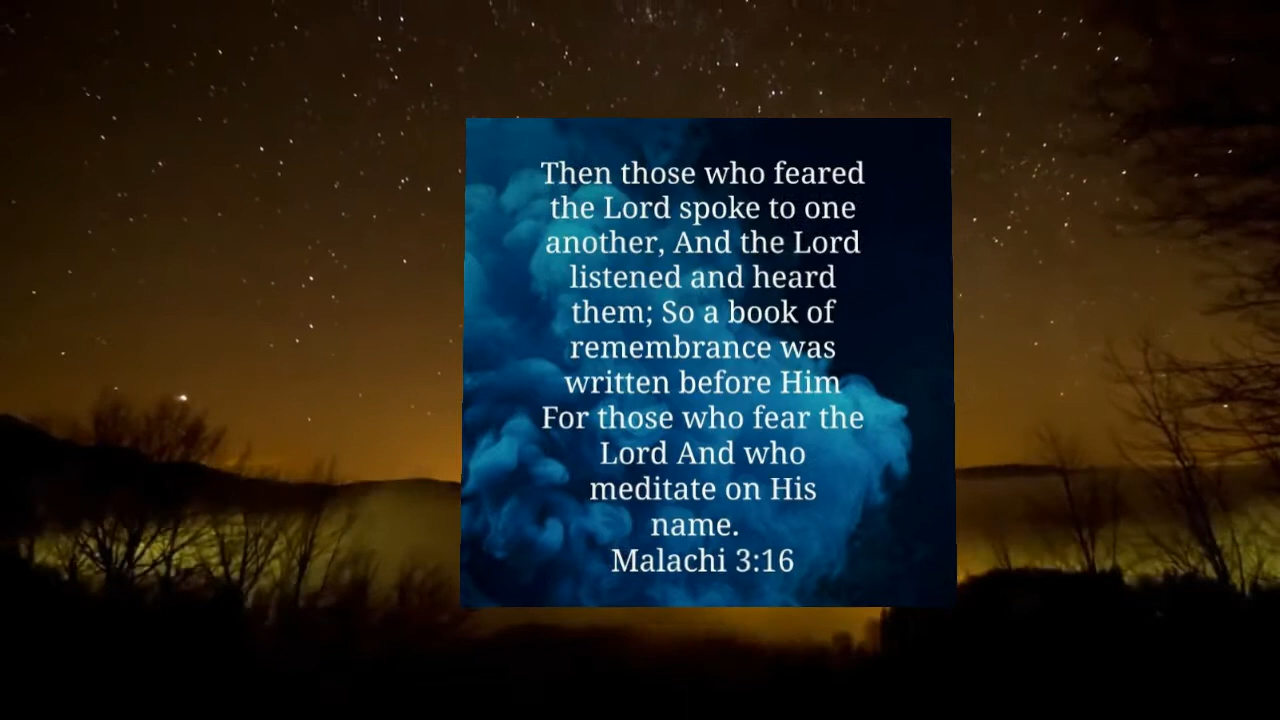 Then those who feared
the Lord spoke to one
another, And the Lord
listened and heard
them; So a book of
remembrance was
written before Him
For those who fear the
Lord And who
meditate on His
name.
Malachi 3:16